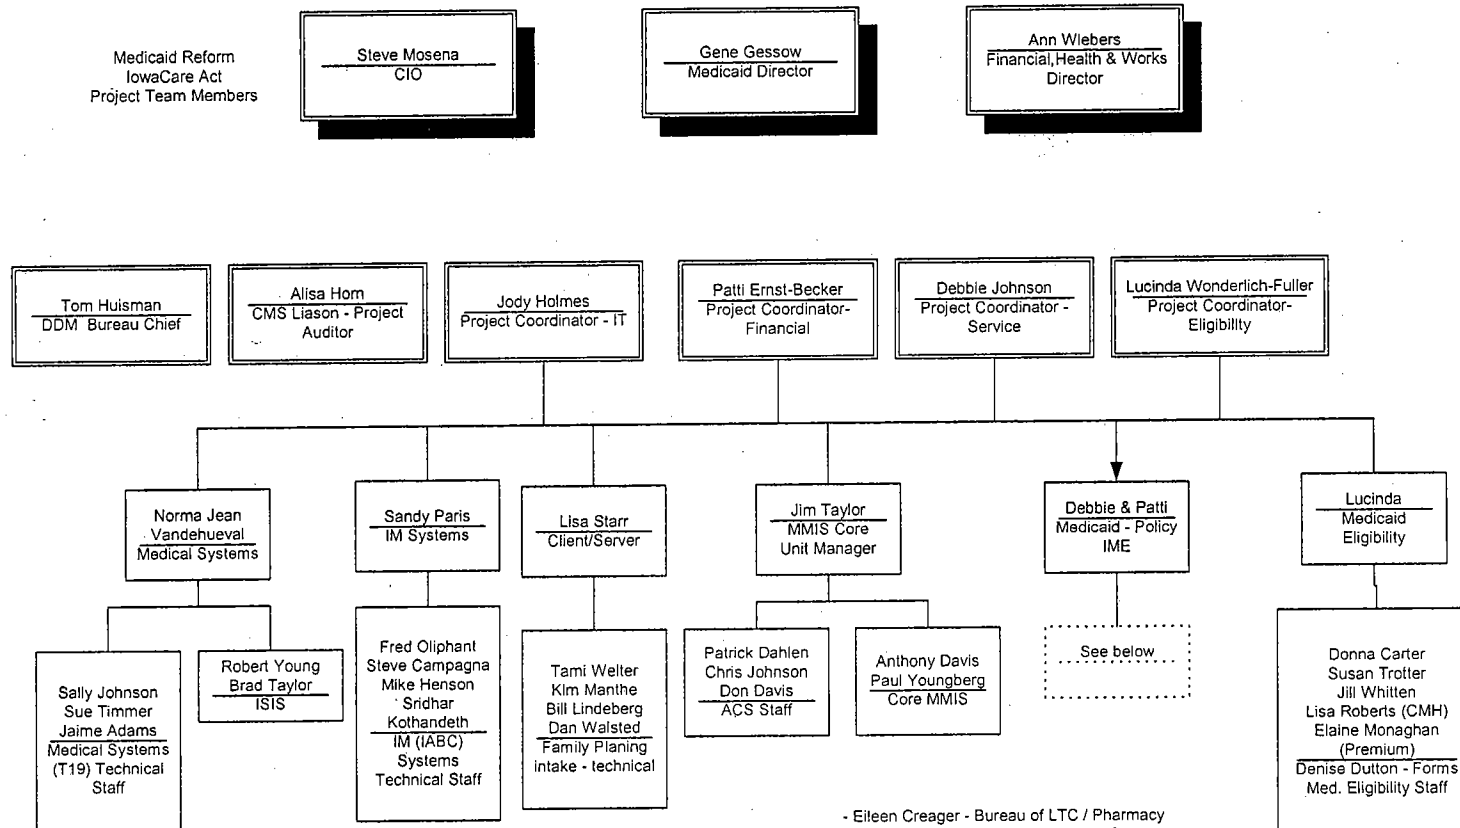 Medicaid Reform
IowaCare Act
Project Team Members
Steve Mosena
CIO
Gene Gessow
Medicaid Director
Ann Wiebers
Financial,Health & Works
Director
Tom Huisman
DDM Bureau Chief
Alisa Horn
CMS Liason - Project
Auditor
Jody Holmes
Project Coordinator - IT
Patti Ernst-Becker
Project Coordinator-
Financial
Debbie Johnson
Project Coordinator -
Service
Lucinda Wonderlich-Fuller
Project Coordinator-
Eligibility
Norma Jean
Vandehueval
Medical Systems
Sandy Paris
IM Systems
Lisa Starr
Client/Server
Jim Taylor
MMIS Core
Unit Manager
Debbie & Patti
Medicaid - Policy
IME
Lucinda
Medicaid
Eligibility
Sally Johnson
Sue Timmer
Jaime Adams
Medical Systems
(T19) Technical
Staff
Robert Young
Brad Taylor
ISIS
Fred Oliphant
Steve Campagna
Mike Henson
Sridhar
Kothandeth
IM (IABC)
Systems
Technical Staff
Tami Welter
Kim Manthe
Bill Lindeberg
Dan Walsted
Family Planing
intake - technical
Patrick Dahlen
Chris Johnson
Don Davis
ACS Staff
Anthony Davis
Paul Youngberg
Core MMIS
See below
Donna Carter
Susan Trotter
Jill Whitten
Lisa Roberts (CMH)
Elaine Monaghan
(Premium)
Denise Dutton - Forms
Med. Eligibility Staff
- Eileen Creager - Bureau of LTC / Pharmacy